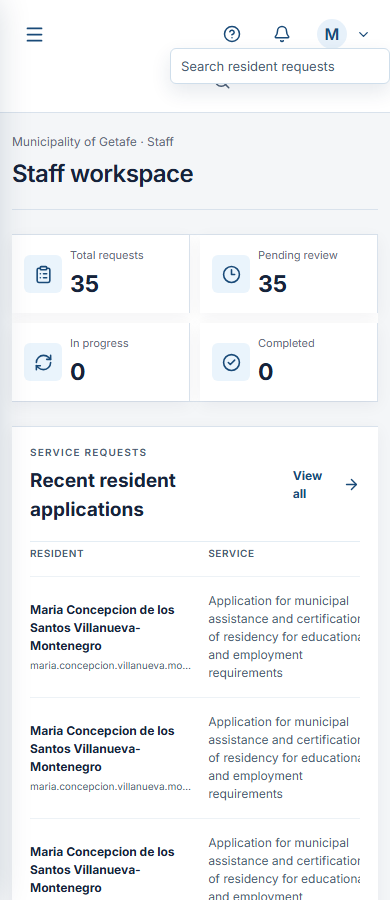 M
Search resident requests
Municipality of Getafe · Staff
Staff workspace
Total requests
35
Pending review
35
In progress
0
Completed
0
SERVICE REQUESTS
Recent resident
applications
View
all
RESIDENT
SERVICE
Maria Concepcion de los
Santos Villanueva-
Montenegro
maria.concepcion.villanueva.mo...
Application for municipal
assistance and certification
of residency for educationa
and employment
requirements
Maria Concepcion de los
Santos Villanueva-
Montenegro
maria.concepcion.villanueva.mo...
Application for municipal
assistance and certification
of residency for educationa
and employment
requirements
Maria Concepcion de los
Santos Villanueva-
Montenegro
Application for municipal
assistance and certification
of residency for educationa
and employment